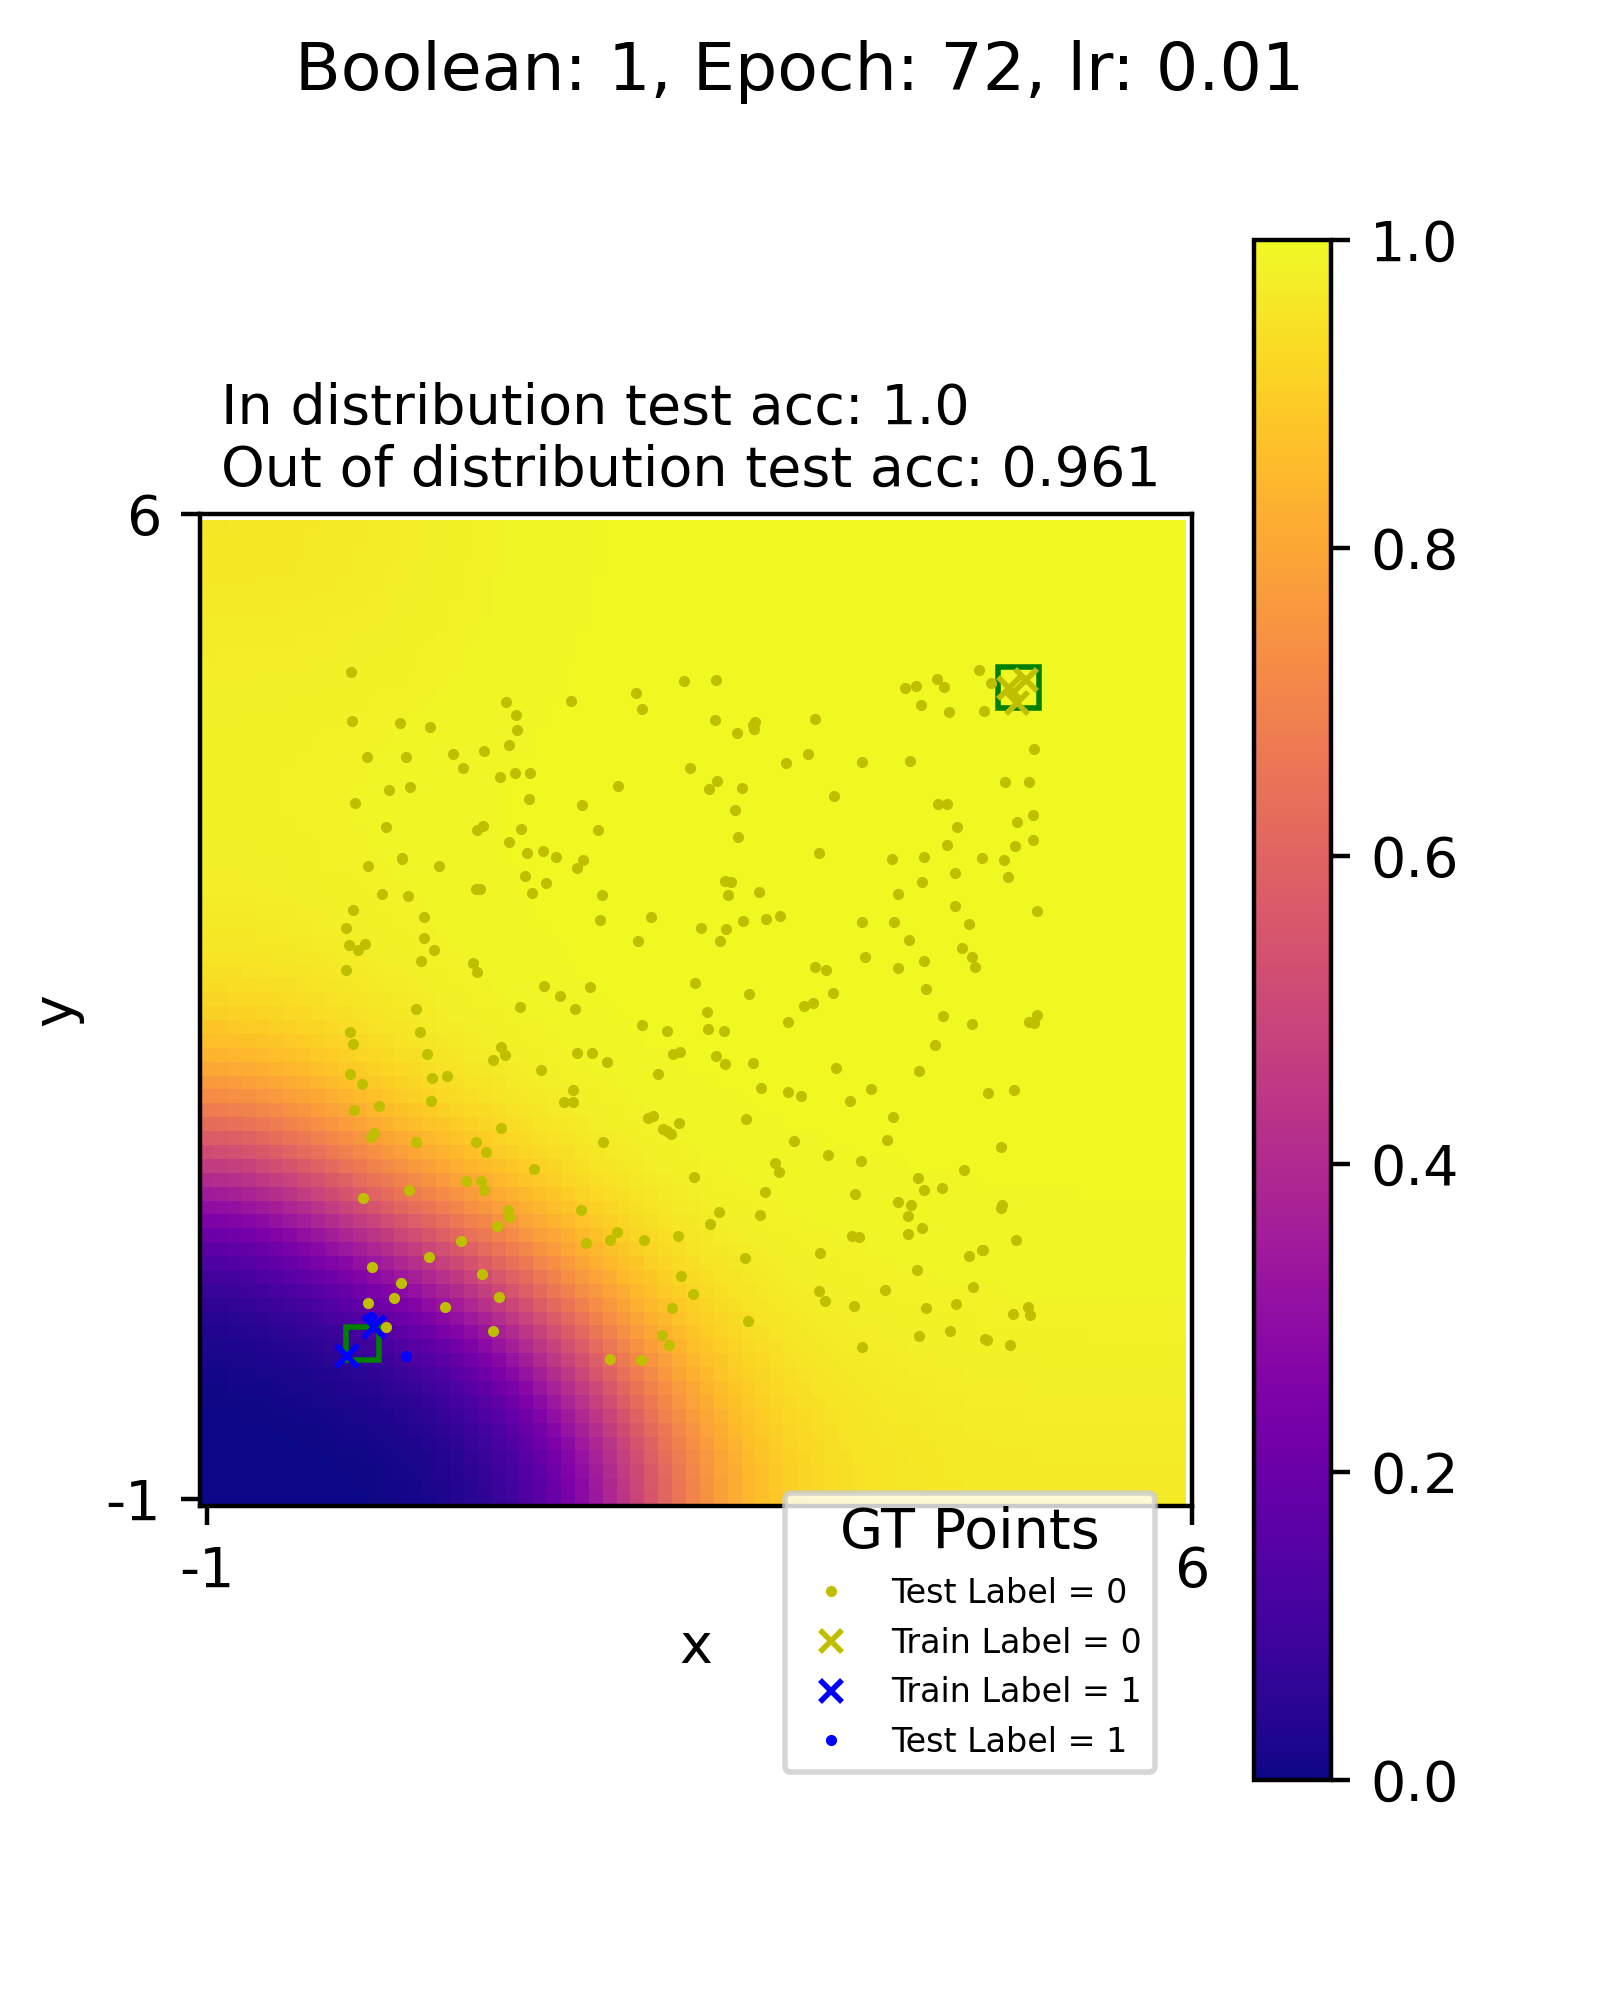 Boolean: 1, Epoch: 72, lr: 0.01
In distribution test acc: 1.0
Out of distribution test acc: 0.961
6
y
-1
-1
6
x
GT Points
Test Label = 0
Train Label = 0
Train Label = 1
Test Label = 1
1.0
0.8
0.6
0.4
0.2
0.0